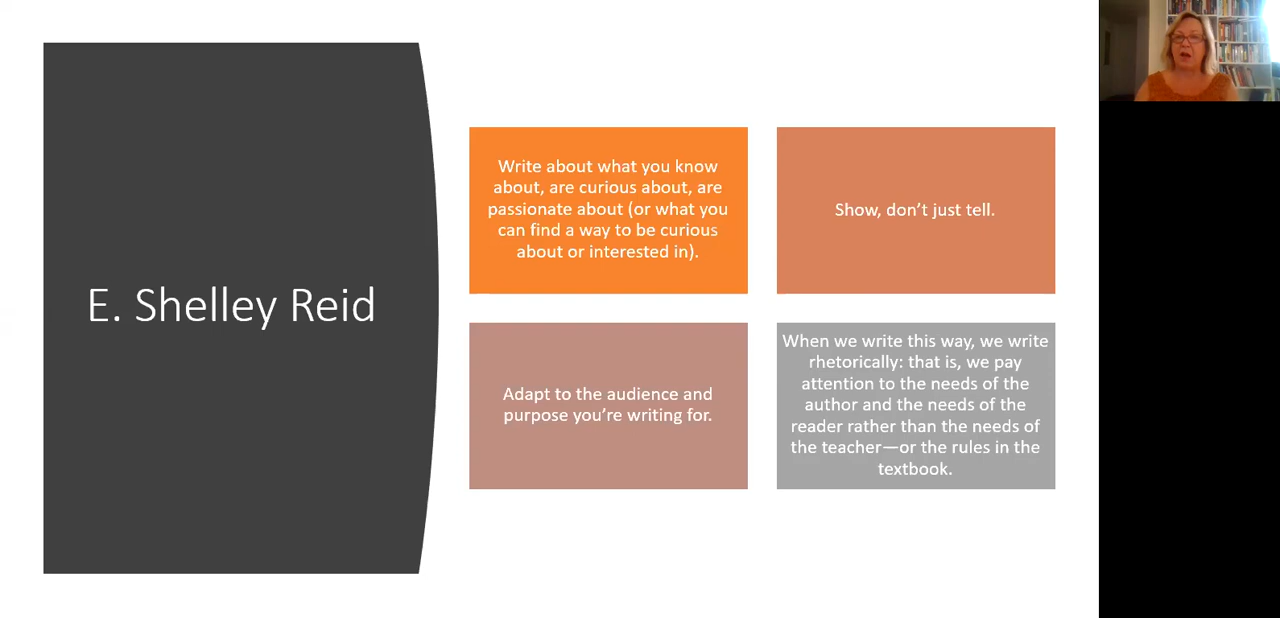 E. Shelley Reid
Write about what you know
about, are curious about, are
passionate about (or what you
can find a way to be curious
about or interested in).
Show, don’t just tell.
Adapt to the audience and
purpose you’re writing for.
When we write this way, we write
rhetorically: that is, we pay
attention to the needs of the
author and the needs of the
reader rather than the needs of
the teacher—or the rules in the
textbook.